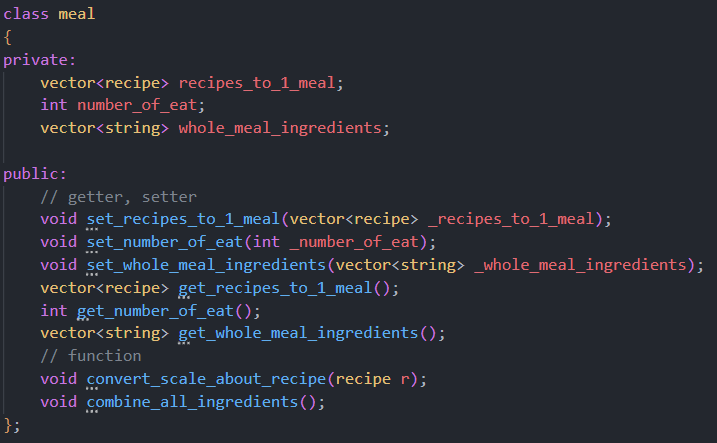 class meal
{
private:
    vector<recipe> recipes_to_1_meal;
    int number_of_eat;
    vector<string> whole_meal_ingredients;

public:
    // getter, setter
    void set_recipes_to_1_meal(vector<recipe> _recipes_to_1_meal);
    void set_number_of_eat(int _number_of_eat);
    void set_whole_meal_ingredients(vector<string> _whole_meal_ingredients);
    vector<recipe> get_recipes_to_1_meal();
    int get_number_of_eat();
    vector<string> get_whole_meal_ingredients();
    // function
    void convert_scale_about_recipe(recipe r);
    void combine_all_ingredients();
};